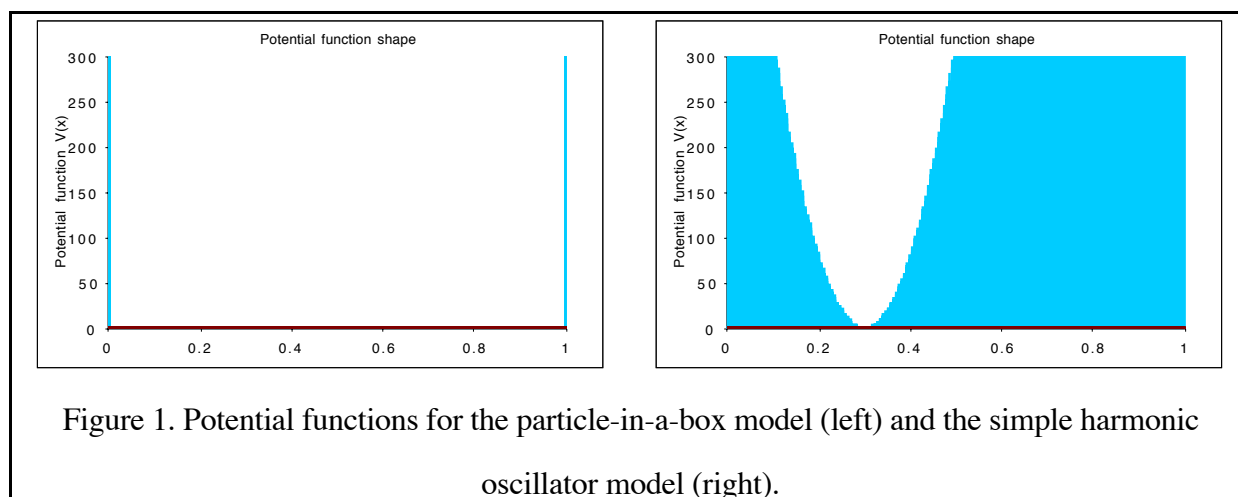 Potential function shape
Potential function V(x)
300
250
200
150
100
50
0
0 0.2 0.4 0.6 0.8 1
Potential function shape
Potential function V(x)
300
250
200
150
100
50
0
0 0.2 0.4 0.6 0.8 1
Figure 1. Potential functions for the particle-in-a-box model (left) and the simple harmonic
oscillator model (right).